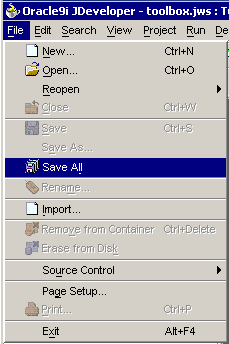 Oracle9i JDeveloper - toolbox.jws : T
File Edit Search View Project Run De
New... Ctrl+N
Open... Ctrl+O
Reopen
Close Ctrl+W
Save Ctrl+S
Save As...
Save All
Rename...
Import...
Remove from Container Ctrl+Delete
Erase from Disk
Source Control
Page Setup...
Print... Ctrl+P
Exit Alt+F4